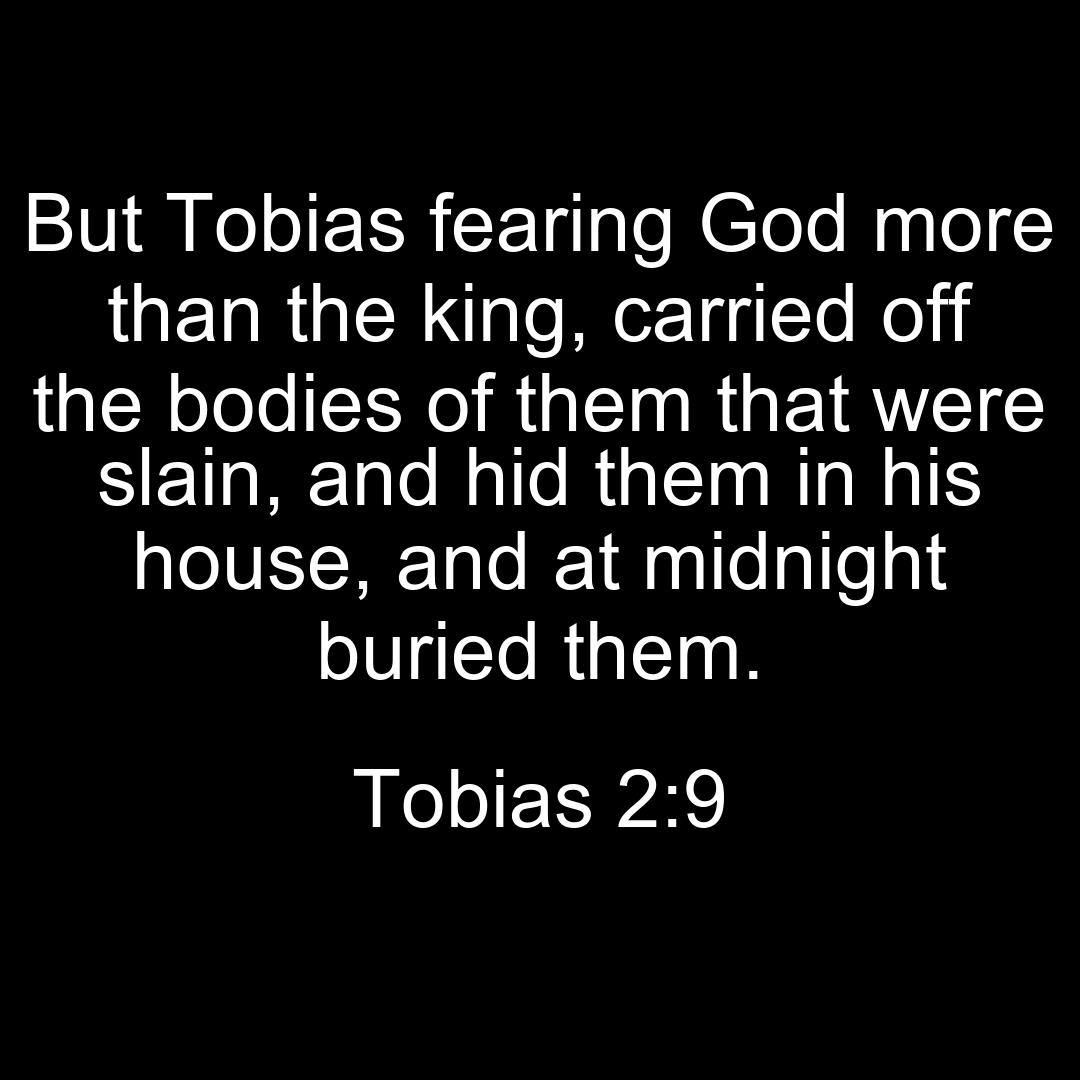 But Tobias fearing God more
than the king, carried off
the bodies of them that were
slain, and hid them in his
house, and at midnight
buried them.
Tobias 2:9